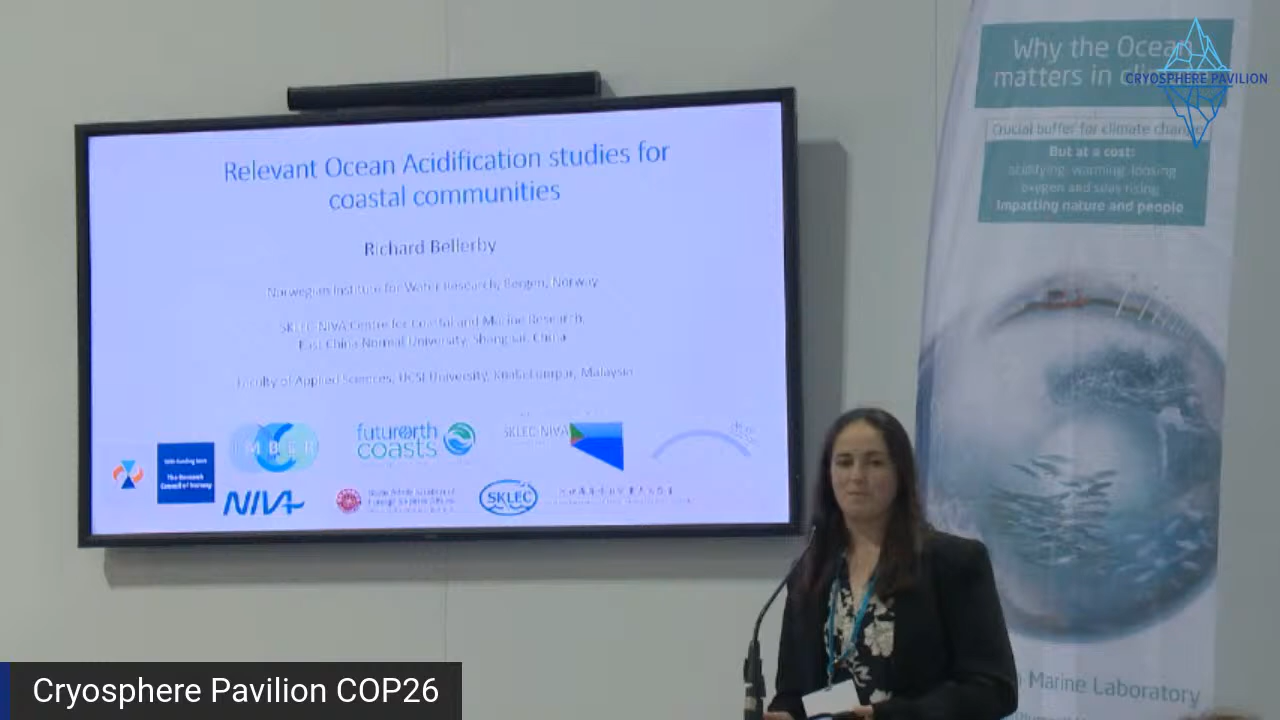 Relevant Ocean Acidification studies for
coastal communities
Richard Bellerby
Norwegian Institute for Water Research, Bergen, Norway
SKLEC-NIVA Centre for Coastal and Marine Research,
East China Normal University, Shanghai, China
Faculty of Applied Sciences, UCSI University, Kuala Lumpur, Malaysia
With funding from
The Research
Council of Norway
IMBER
futurearth
coasts
SKLEC-NIVA
NIVA
SKLEC
Why the Ocean
matters in
CRYOSPHERE PAVILION
Crucial buffer for climate change
But at a cost:
acidifying, warming, loosing
oxygen and seas rising
Impacting nature and people
Marine Laboratory
Cryosphere Pavilion COP26